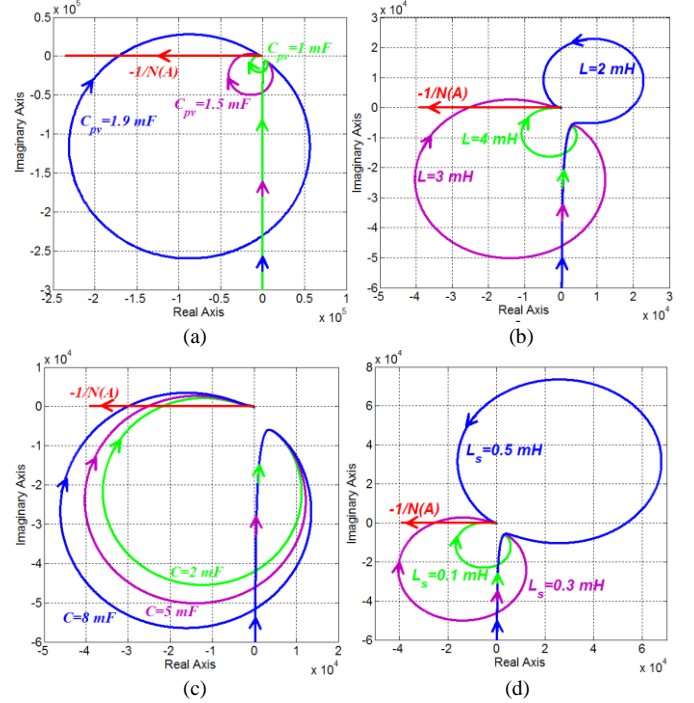 x 10^5
1
0.5
0
-0.5
-1
-1.5
-2
-2.5
-3
Imaginary Axis
-1/N(A)
C_pv=1 mF
C_pv=1.5 mF
C_pv=1.9 mF
-2.5 -2 -1.5 -1 -0.5 0 0.5 1
Real Axis
x 10^5
(a)
x 10^4
3
2
1
0
-1
-2
-3
-4
-5
-6
Imaginary Axis
-1/N(A)
L=2 mH
L=4 mH
L=3 mH
-5 -4 -3 -2 -1 0 1 2 3
Real Axis
x 10^4
(b)
x 10^4
1
0
-1
-2
-3
-4
-5
-6
Imaginary Axis
-1/N(A)
C=2 mF
C=5 mF
C=8 mF
-5 -4 -3 -2 -1 0 1 2
Real Axis
x 10^4
(c)
x 10^4
8
6
4
2
0
-2
-4
-6
Imaginary Axis
-1/N(A)
L_s=0.5 mH
L_s=0.1 mH
L_s=0.3 mH
-4 -2 0 2 4 6
Real Axis
x 10^4
(d)